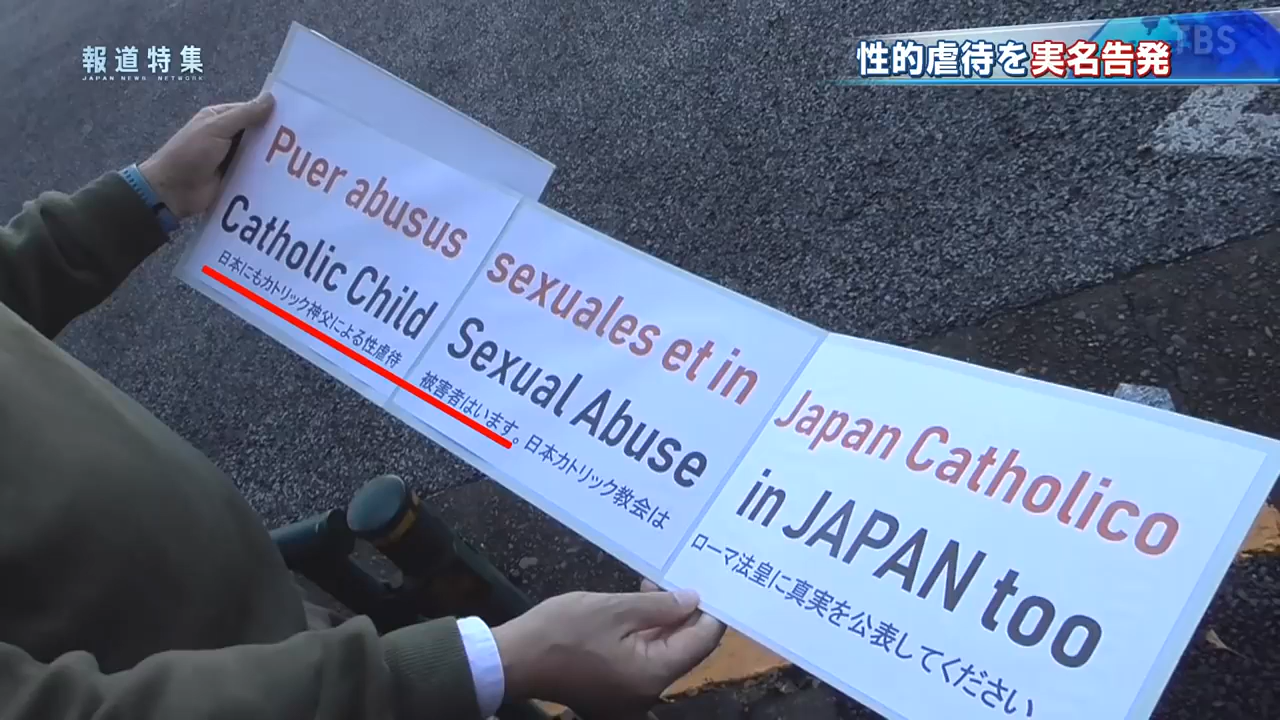 報道特集
JAPAN NEWS NETWORK
TBS
性的虐待を実名告発
Puer abusus sexuales et in Japan Catholico
Catholic Child Sexual Abuse in JAPAN too
日本にもカトリック神父による性虐待被害者はいます。日本カトリック教会はローマ法皇に真実を公表してください